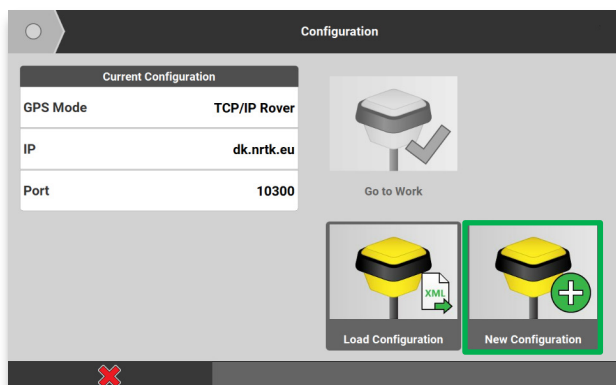 Configuration
Current Configuration
GPS Mode TCP/IP Rover
IP dk.nrtk.eu
Port 10300
Go to Work
XML
Load Configuration
New Configuration